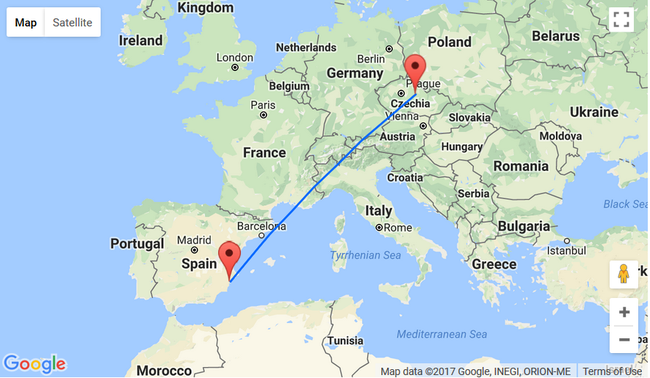 Map
Satellite
Kingdom
Ireland
London
Netherlands
Berlin
Poland
Belarus
Germany
Belgium
Prague
Czechia
Paris
Vienna
Slovakia
Ukraine
Austria
Moldova
France
Hungary
Romania
Croatia
Serbia
Italy
Black Sea
Barcelona
Rome
Bulgaria
Portugal
Madrid
Istanbul
Spain
Tyrrhenian Sea
Greece
Tunisia
Mediterranean Sea
Google
Morocco
Map data ©2017 Google, INEGI, ORION-ME
Terms of Use